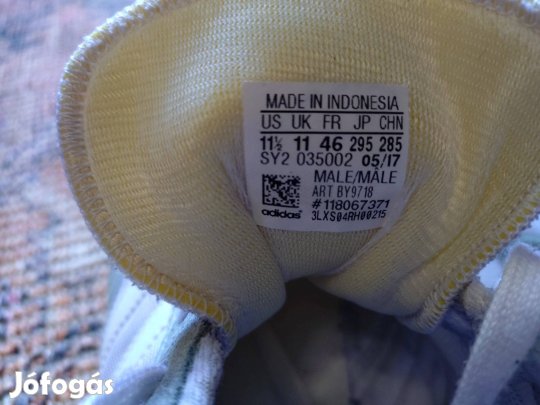 MADE IN INDONESIA
US UK FR JP CHN
11½ 11 46 295 285
SY2 035002 05/17
MALE/MÂLE
ART BY9718
#118067371
adidas 3LXS04RH00215
Jófogás